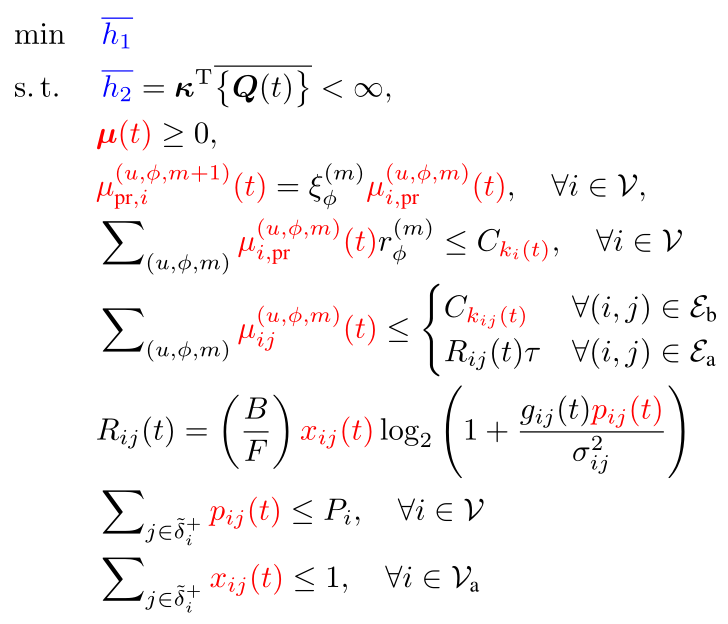 min $\overline{h_1}$
s. t. $\overline{h_2} = \boldsymbol{\kappa}^{\mathrm{T}} \overline{\{\boldsymbol{Q}(t)\}} < \infty,$
$\boldsymbol{\mu}(t) \geq 0,$
$\mu_{\mathrm{pr},i}^{(u,\phi,m+1)}(t) = \xi_{\phi}^{(m)} \mu_{i,\mathrm{pr}}^{(u,\phi,m)}(t), \quad \forall i \in \mathcal{V},$
$\sum_{(u,\phi,m)} \mu_{i,\mathrm{pr}}^{(u,\phi,m)}(t) r_{\phi}^{(m)} \leq C_{k_i(t)}, \quad \forall i \in \mathcal{V}$
$\sum_{(u,\phi,m)} \mu_{ij}^{(u,\phi,m)}(t) \leq \begin{cases} C_{k_{ij}(t)} & \forall (i,j) \in \mathcal{E}_{\mathrm{b}} \\ R_{ij}(t)\tau & \forall (i,j) \in \mathcal{E}_{\mathrm{a}} \end{cases}$
$R_{ij}(t) = \left(\frac{B}{F}\right) x_{ij}(t) \log_2 \left(1 + \frac{g_{ij}(t) p_{ij}(t)}{\sigma_{ij}^2}\right)$
$\sum_{j \in \tilde{\delta}_i^+} p_{ij}(t) \leq P_i, \quad \forall i \in \mathcal{V}$
$\sum_{j \in \tilde{\delta}_i^+} x_{ij}(t) \leq 1, \quad \forall i \in \mathcal{V}_{\mathrm{a}}$